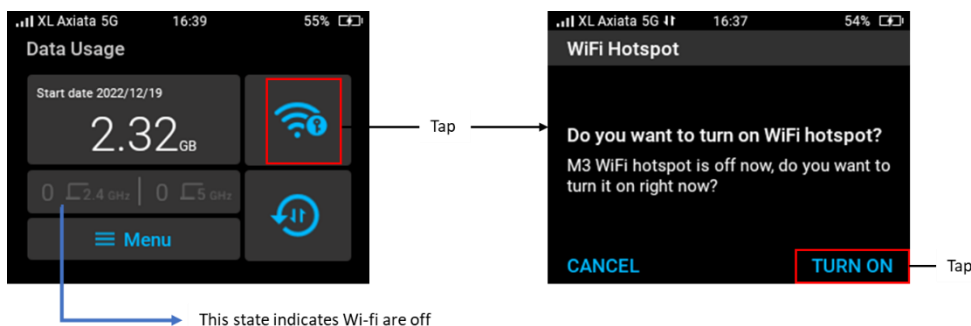 XL Axiata 5G 16:39 55%
Data Usage
Start date 2022/12/19
2.32GB
0 2.4 GHz | 0 5 GHz
Menu
Tap
XL Axiata 5G 16:37 54%
WiFi Hotspot
Do you want to turn on WiFi hotspot?
M3 WiFi hotspot is off now, do you want to
turn it on right now?
CANCEL TURN ON
Tap
This state indicates Wi-fi are off